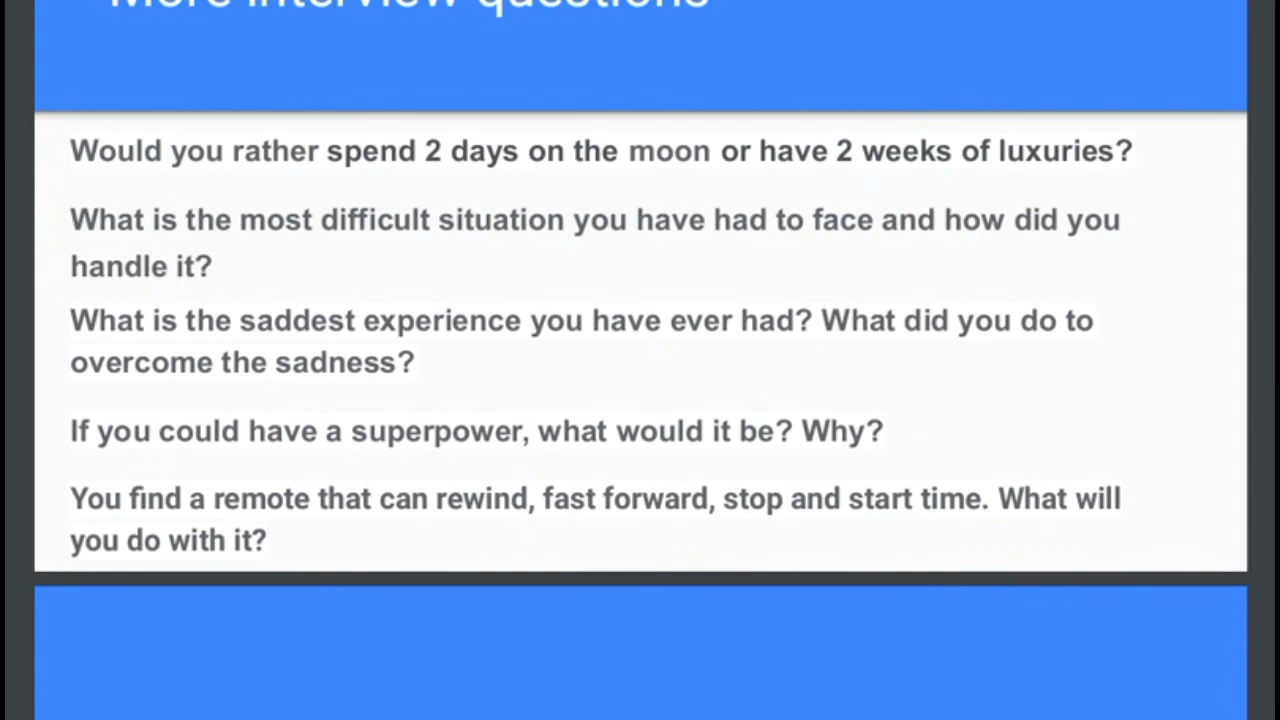 More interview questions
Would you rather spend 2 days on the moon or have 2 weeks of luxuries?
What is the most difficult situation you have had to face and how did you
handle it?
What is the saddest experience you have ever had? What did you do to
overcome the sadness?
If you could have a superpower, what would it be? Why?
You find a remote that can rewind, fast forward, stop and start time. What will
you do with it?